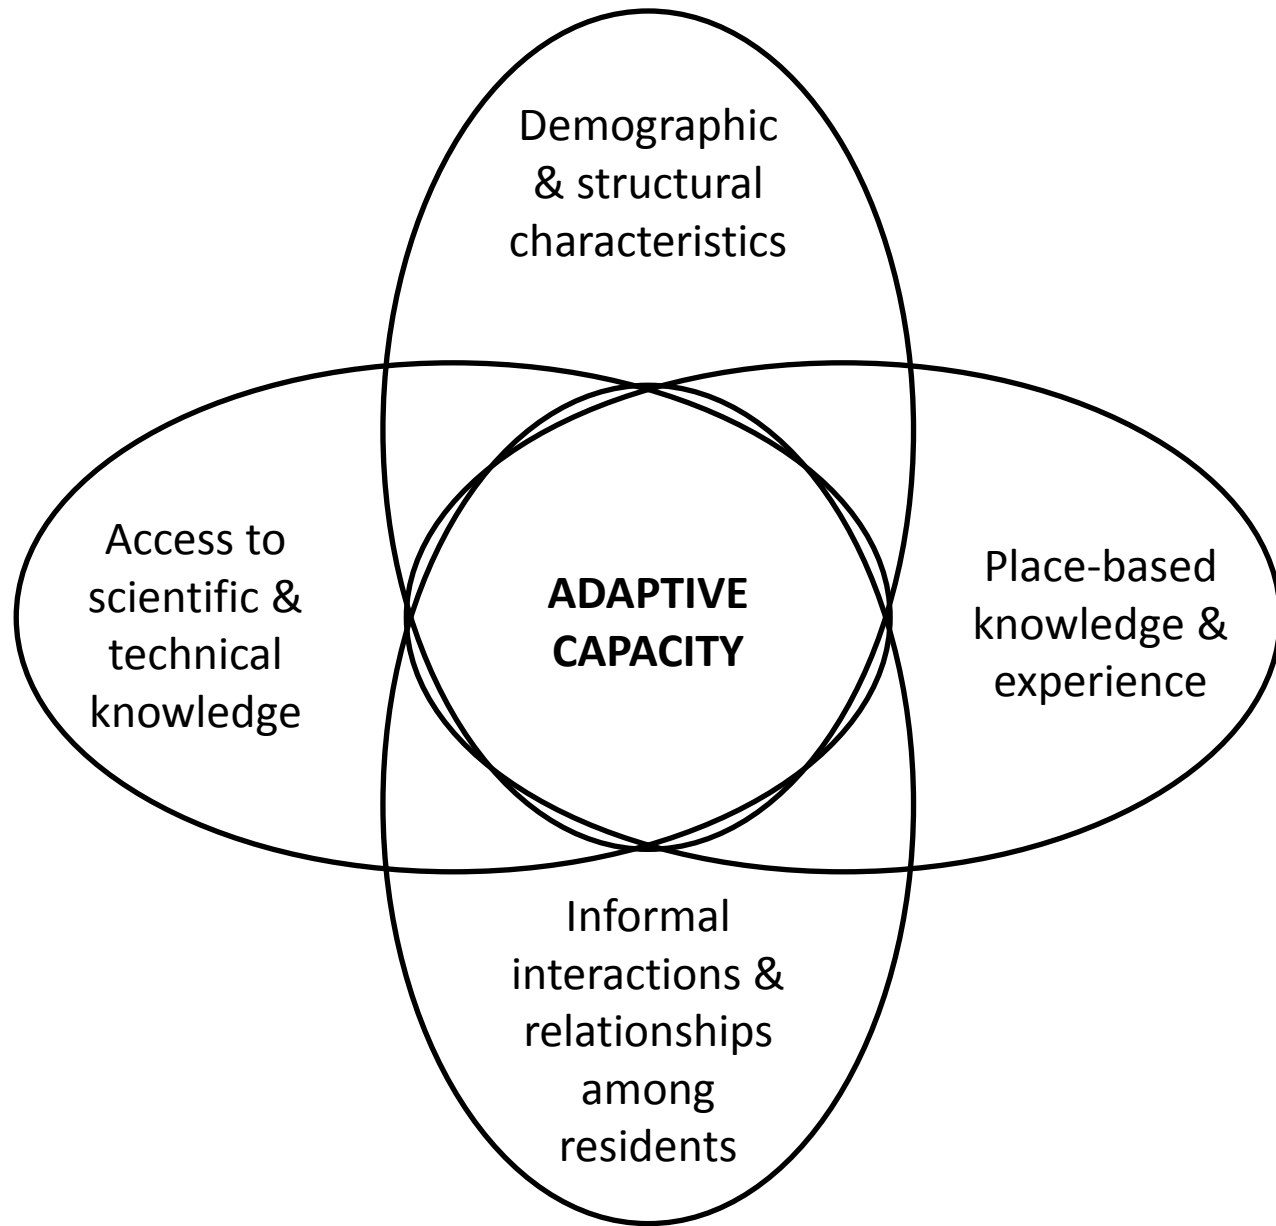 Demographic
& structural
characteristics
Access to
scientific &
technical
knowledge
ADAPTIVE
CAPACITY
Place-based
knowledge &
experience
Informal
interactions &
relationships
among
residents